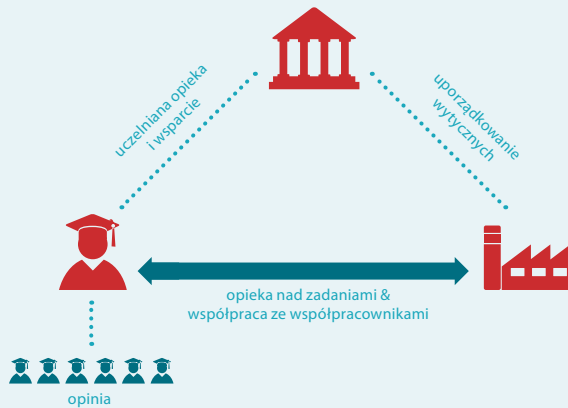 uczelniana opieka
i wsparcie
uporządkowanie
wytycznych
opieka nad zadaniami &
współpraca ze współpracownikami
opinia